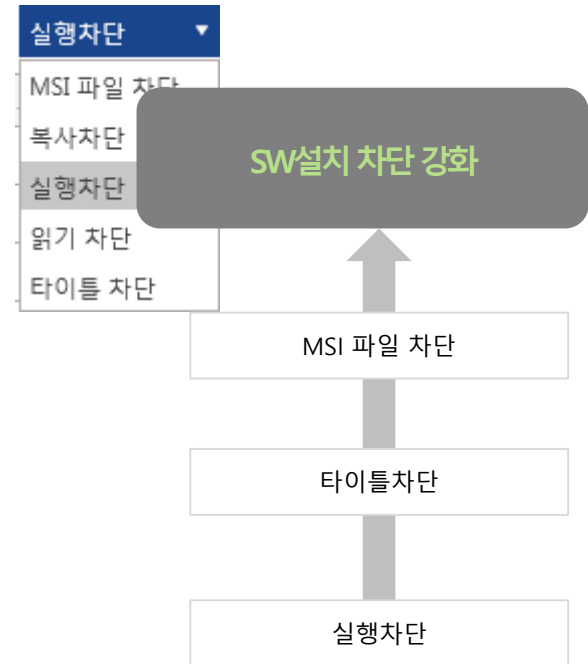 실행차단
MSI 파일 차단
복사차단
실행차단
읽기 차단
타이틀 차단
SW설치 차단 강화
MSI 파일 차단
타이틀차단
실행차단